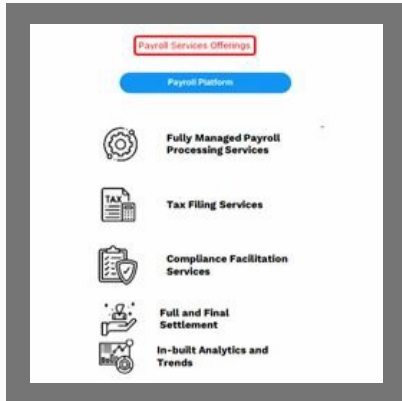 Payroll Services Offerings
Payroll Platform
Fully Managed Payroll
Processing Services
TAX
Tax Filing Services
Compliance Facilitation
Services
Full and Final
Settlement
In-built Analytics and
Trends